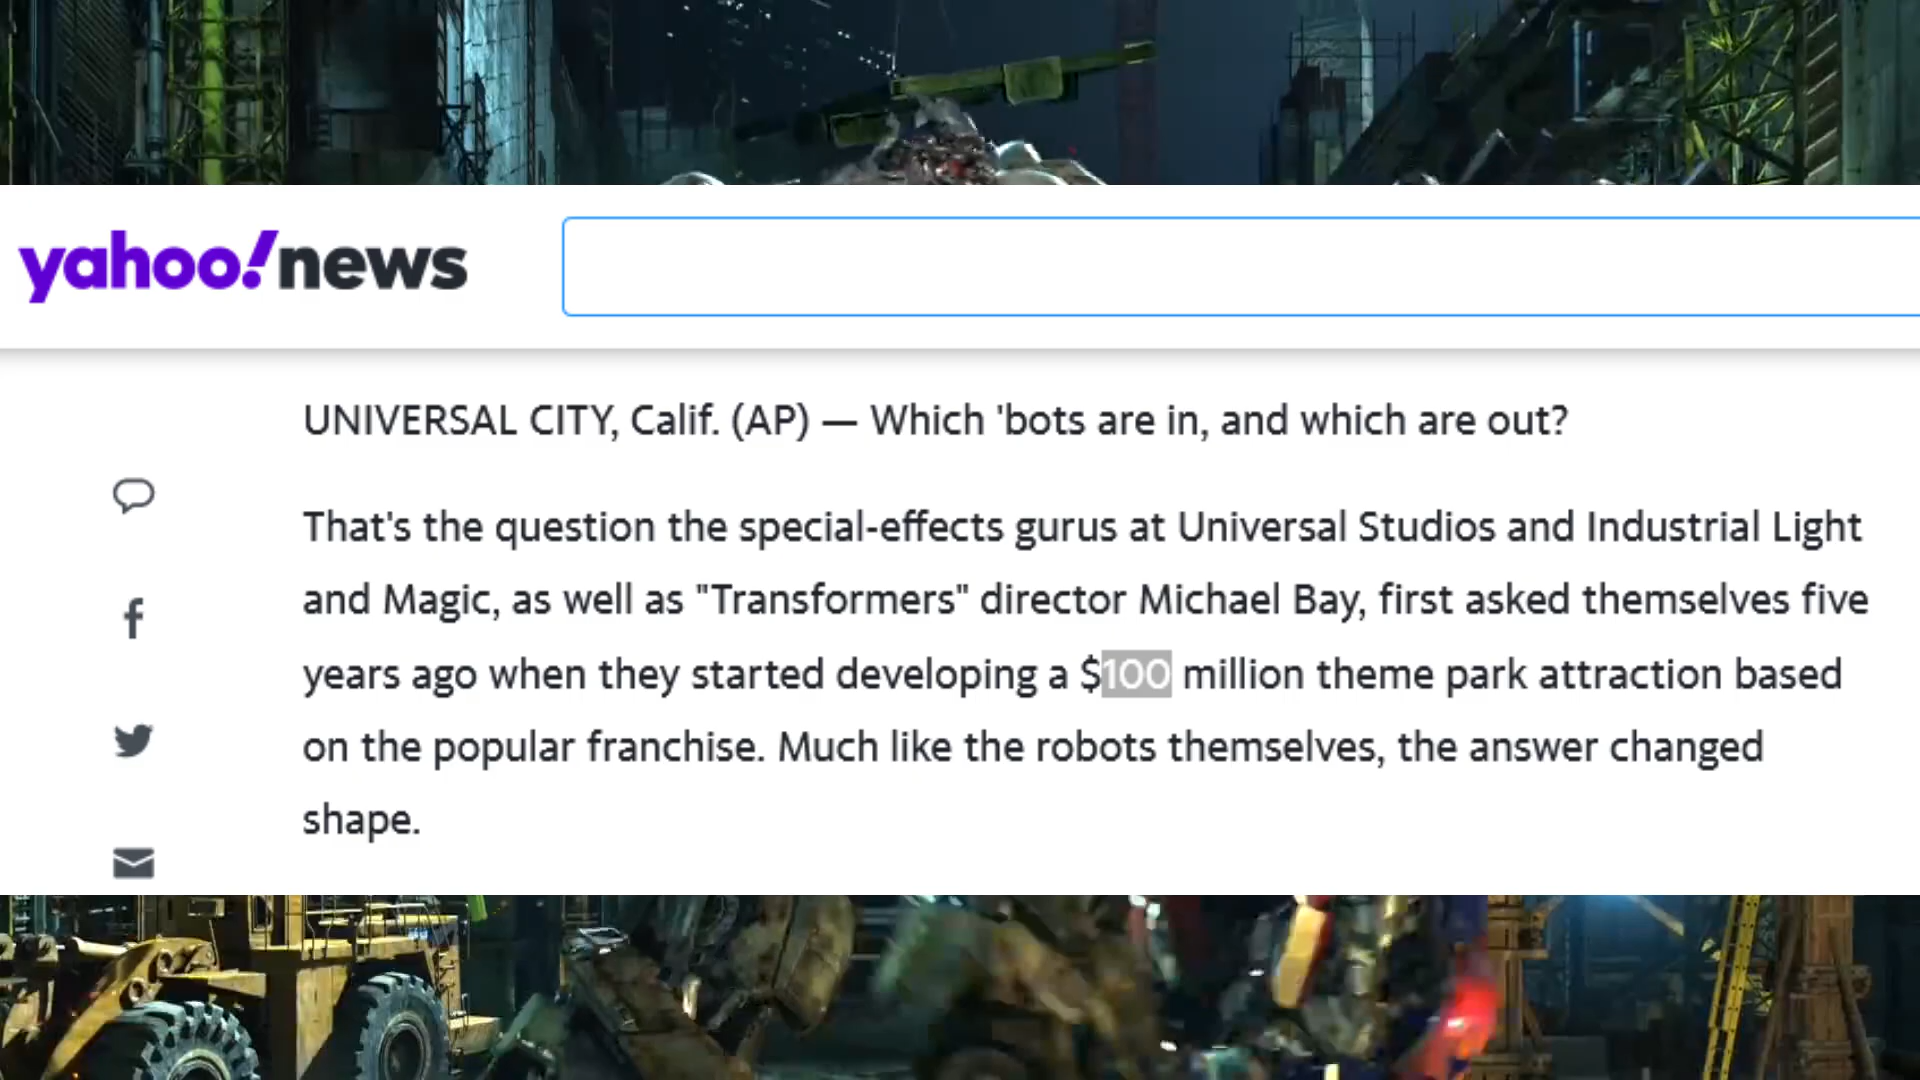 yahoo!news
UNIVERSAL CITY, Calif. (AP) — Which 'bots are in, and which are out?
That's the question the special-effects gurus at Universal Studios and Industrial Light
and Magic, as well as "Transformers" director Michael Bay, first asked themselves five
years ago when they started developing a $100 million theme park attraction based
on the popular franchise. Much like the robots themselves, the answer changed
shape.